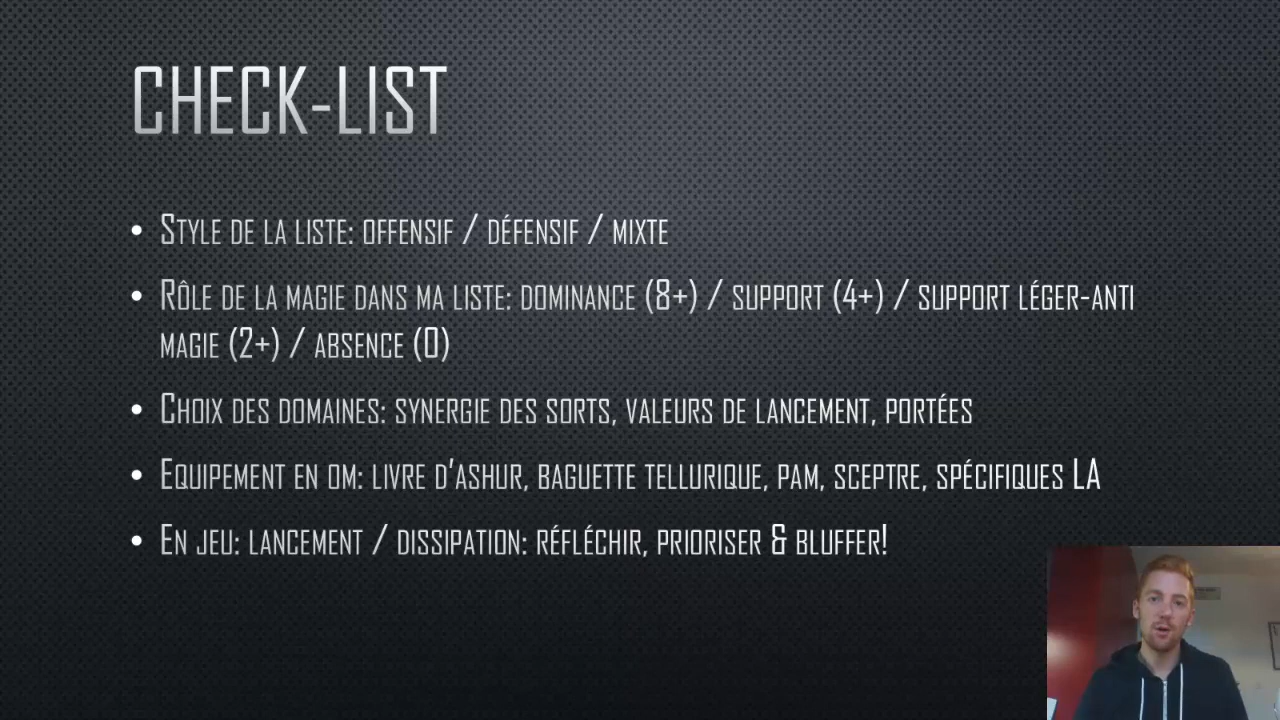 CHECK-LIST
• STYLE DE LA LISTE: OFFENSIF / DÉFENSIF / MIXTE
• RÔLE DE LA MAGIE DANS MA LISTE: DOMINANCE (8+) / SUPPORT (4+) / SUPPORT LÉGER-ANTI
MAGIE (2+) / ABSENCE (0)
• CHOIX DES DOMAINES: SYNERGIE DES SORTS, VALEURS DE LANCEMENT, PORTÉES
• EQUIPEMENT EN OM: LIVRE D'ASHUR, BAGUETTE TELLURIQUE, PAM, SCEPTRE, SPÉCIFIQUES LA
• EN JEU: LANCEMENT / DISSIPATION: RÉFLÉCHIR, PRIORISER & BLUFFER!